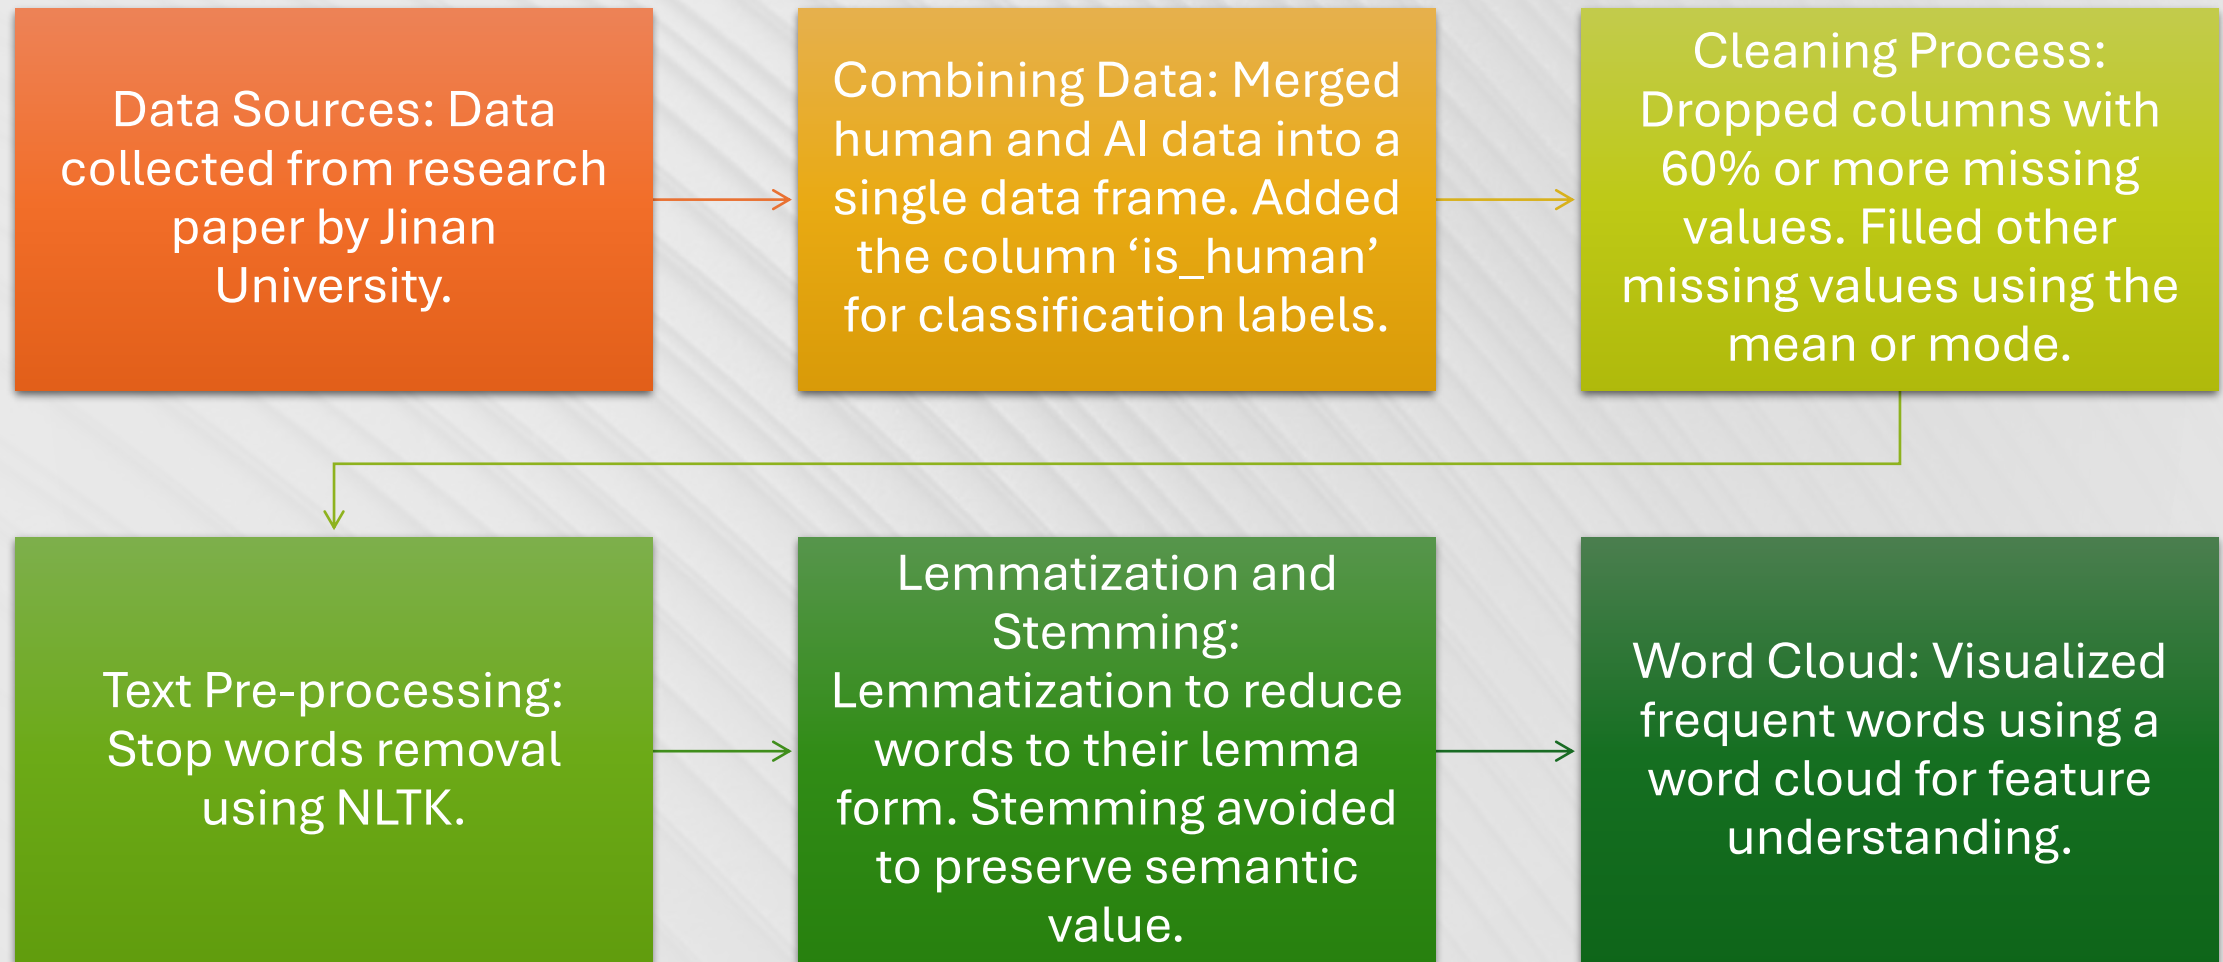 Data Sources: Data
collected from research
paper by Jinan
University.
Combining Data: Merged
human and AI data into a
single data frame. Added
the column ‘is_human’
for classification labels.
Cleaning Process:
Dropped columns with
60% or more missing
values. Filled other
missing values using the
mean or mode.
Text Pre-processing:
Stop words removal
using NLTK.
Lemmatization and
Stemming:
Lemmatization to reduce
words to their lemma
form. Stemming avoided
to preserve semantic
value.
Word Cloud: Visualized
frequent words using a
word cloud for feature
understanding.